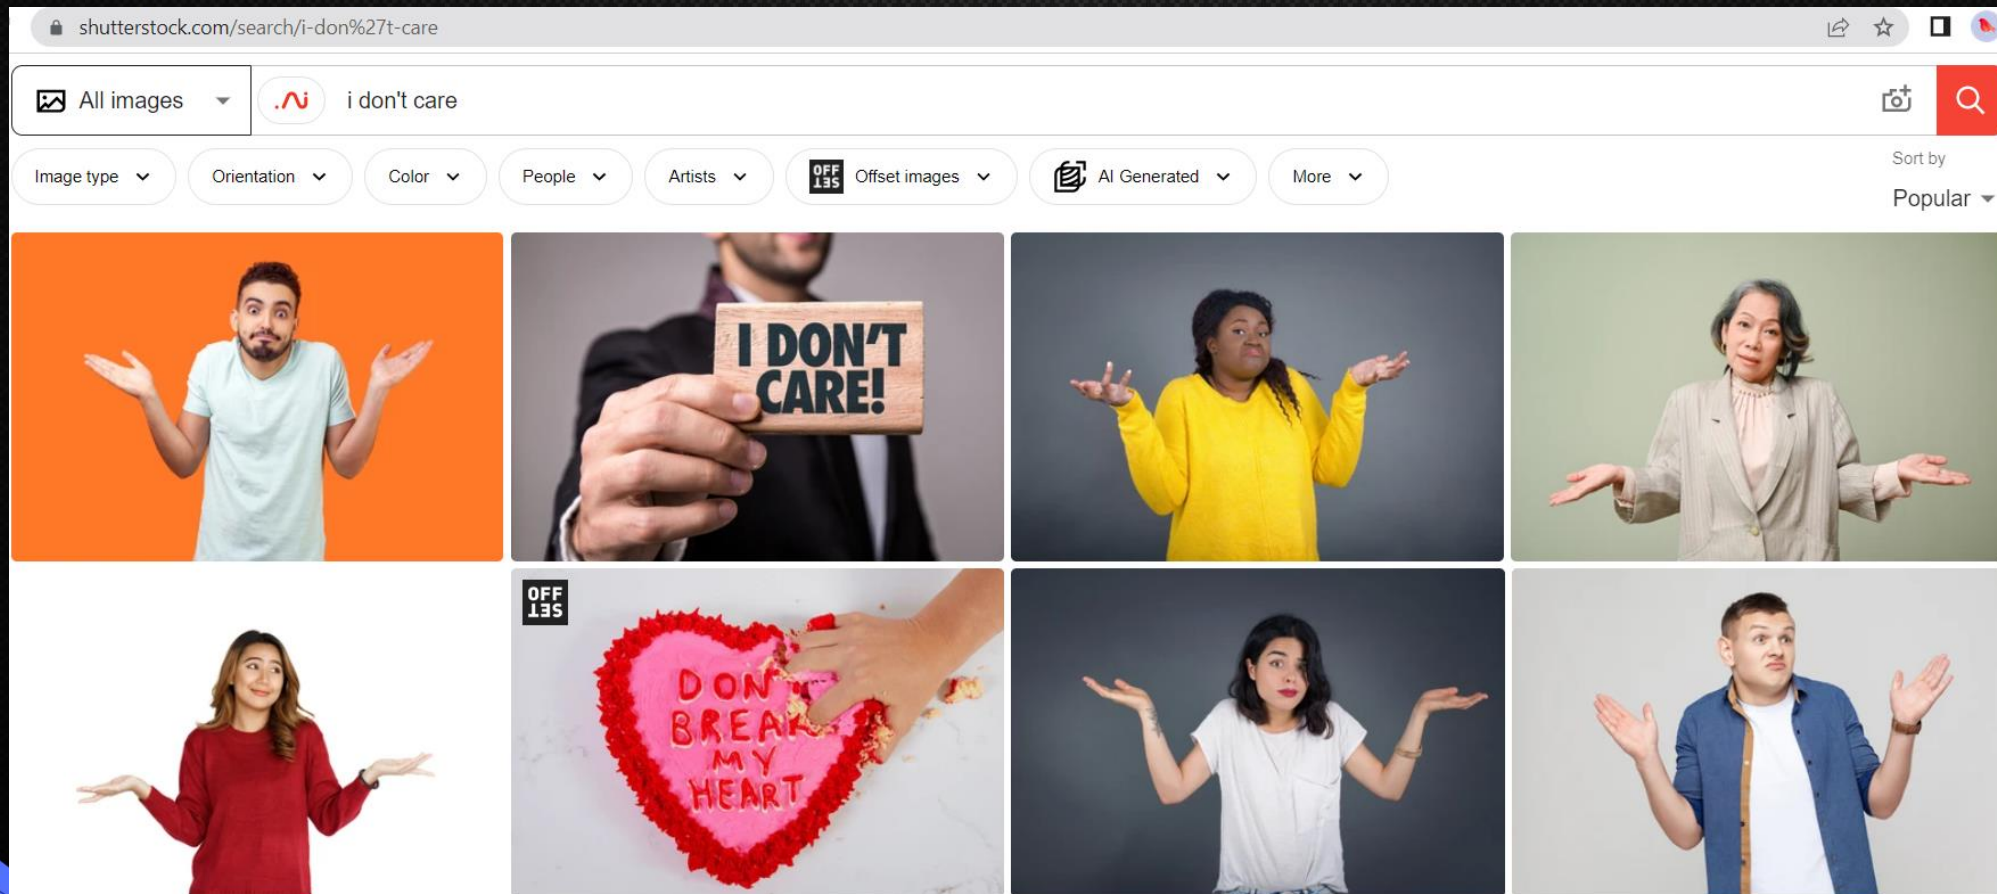 shutterstock.com/search/i-don%27t-care
All images
i don't care
Image type
Orientation
Color
People
Artists
OFF SET
Offset images
AI Generated
More
Sort by
Popular
I DON'T
CARE!
OFF
SET
DON
BREAK
MY
HEART